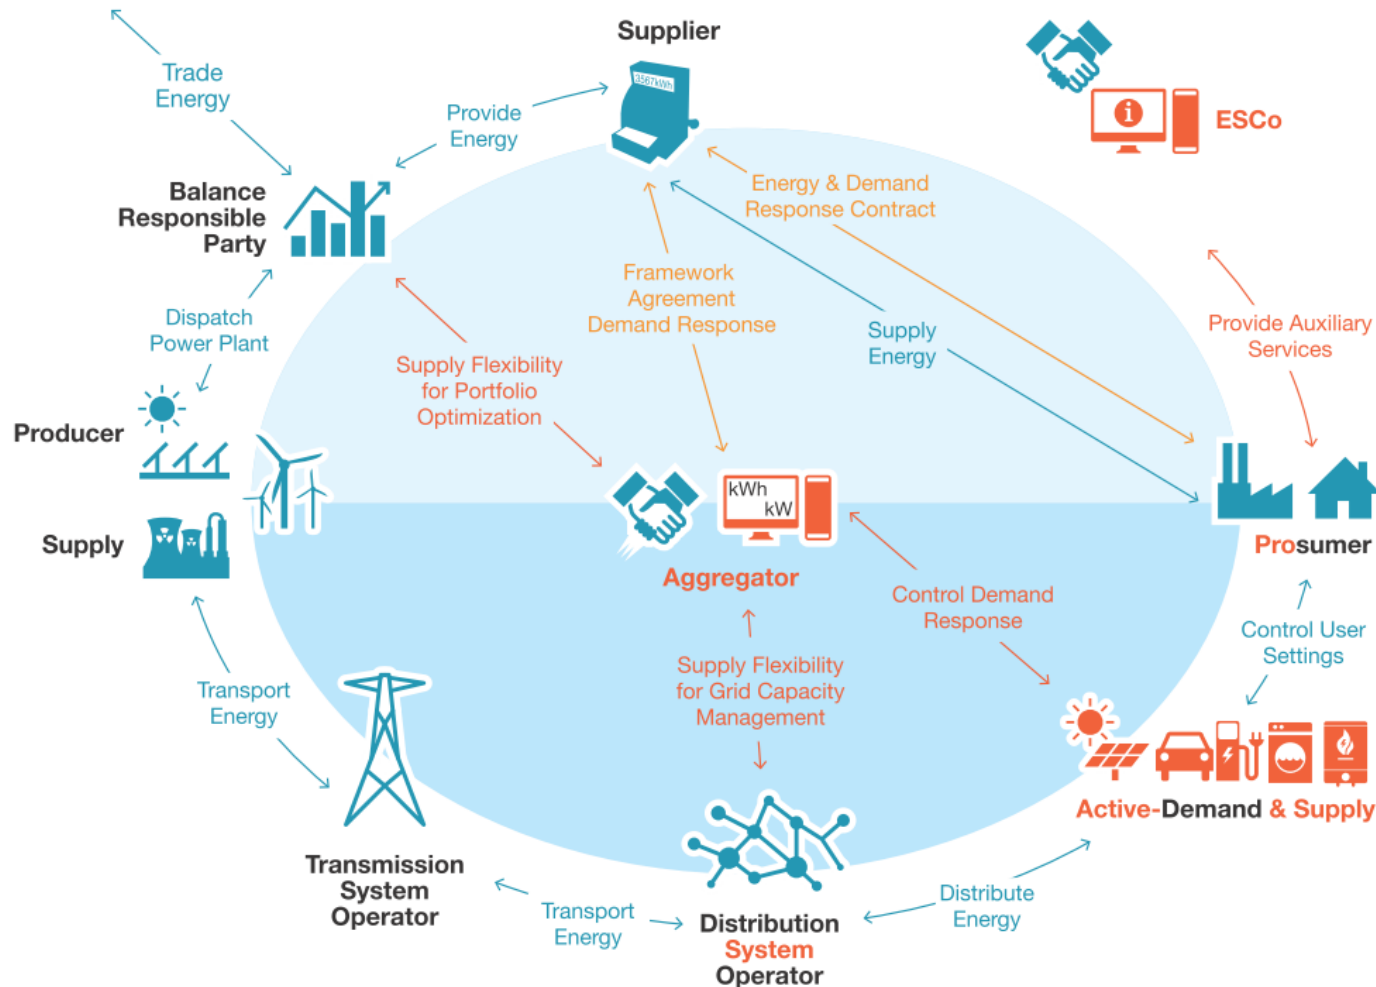 Supplier
3567kWh
Trade
Energy
Provide
Energy
ESCo
Balance
Responsible
Party
Energy & Demand
Response Contract
Framework
Agreement
Demand Response
Dispatch
Power Plant
Supply
Energy
Provide Auxiliary
Services
Supply Flexibility
for Portfolio
Optimization
Producer
kWh
kW
Supply
Prosumer
Aggregator
Control Demand
Response
Control User
Settings
Supply Flexibility
for Grid Capacity
Management
Transport
Energy
Active-Demand & Supply
Transmission
System
Operator
Transport
Energy
Distribution
System
Operator
Distribute
Energy